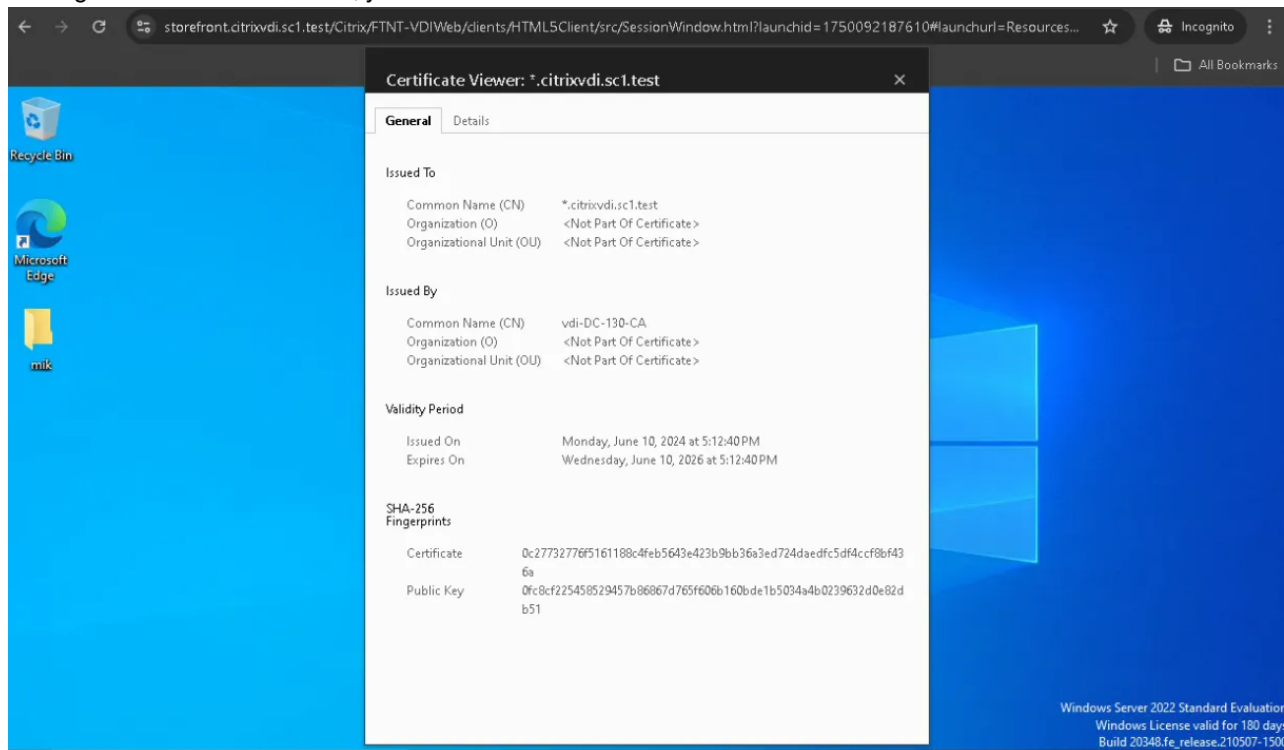 storefront.citrixvdi.sc1.test/Citrix/FTNT-VDIWeb/clients/HTML5Client/src/SessionWindow.html?launchid=1750092187610#launchurl=Resources...
Incognito
All Bookmarks
Certificate Viewer: *.citrixvdi.sc1.test
General Details
Recycle Bin
Microsoft
Edge
mik
Issued To
Common Name (CN) *.citrixvdi.sc1.test
Organization (O) <Not Part Of Certificate>
Organizational Unit (OU) <Not Part Of Certificate>
Issued By
Common Name (CN) vdi-DC-130-CA
Organization (O) <Not Part Of Certificate>
Organizational Unit (OU) <Not Part Of Certificate>
Validity Period
Issued On Monday, June 10, 2024 at 5:12:40 PM
Expires On Wednesday, June 10, 2026 at 5:12:40 PM
SHA-256
Fingerprints
Certificate 0c27732776f5161188c4feb5643e423b9bb36a3ed724daedfc5df4ccf8bf43
6a
Public Key 0fc8cf225458529457b86867d765f606b160bde1b5034a4b0239632d0e82d
b51
Windows Server 2022 Standard Evaluation
Windows License valid for 180 days
Build 20348.fe_release.210507-1500